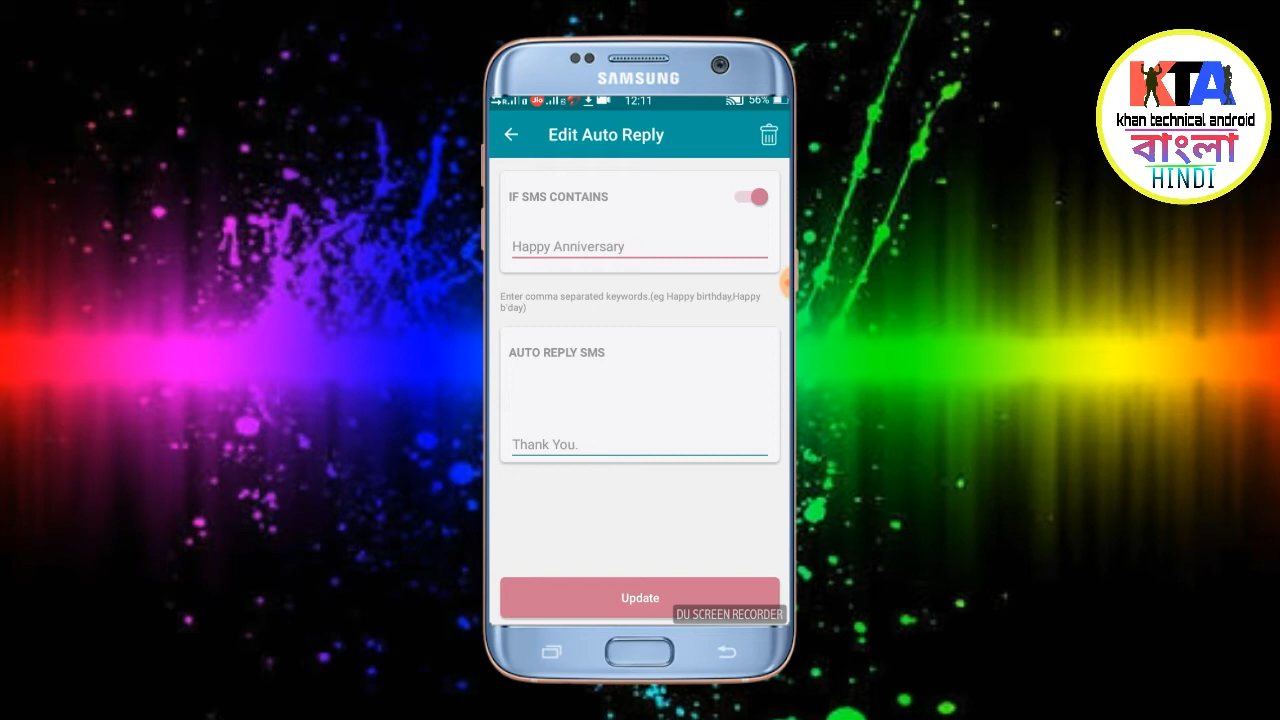 SAMSUNG
12:11
56%
Edit Auto Reply
IF SMS CONTAINS
Happy Anniversary
Enter comma separated keywords.(eg Happy birthday,Happy
b'day)
AUTO REPLY SMS
Thank You.
Update
DU SCREEN RECORDER
KTA
khan technical android
বাংলা
HINDI